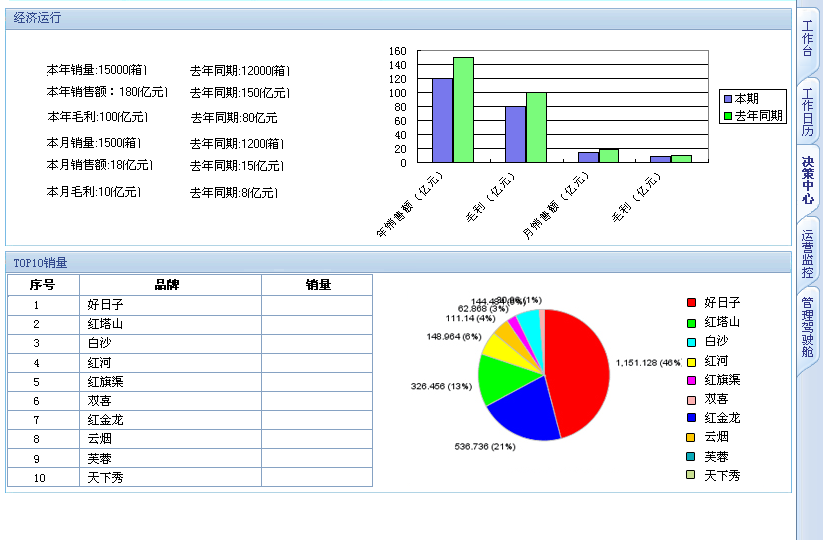 经济运行
本年销量:15000(箱) 去年同期:12000(箱)
本年销售额：180(亿元) 去年同期:150(亿元)
本年毛利:100(亿元) 去年同期:80亿元
本月销量:1500(箱) 去年同期:1200(箱)
本月销售额:18(亿元) 去年同期:15(亿元)
本月毛利:10(亿元) 去年同期:8(亿元)
160
140
120
100
80
60
40
20
0
年销售额（亿元）
毛利（亿元）
月销售额（亿元）
毛利（亿元）
本期
去年同期
工作台
工作日历
决策中心
运营监控
管理驾驶舱
TOP10销量
序号 品牌 销量
1 好日子
2 红塔山
3 白沙
4 红河
5 红旗渠
6 双喜
7 红金龙
8 云烟
9 芙蓉
10 天下秀
62.868 (3%)
111.14 (4%)
148.964 (6%)
326.456 (13%)
536.736 (21%)
1,151.128 (46%)
好日子
红塔山
白沙
红河
红旗渠
双喜
红金龙
云烟
芙蓉
天下秀